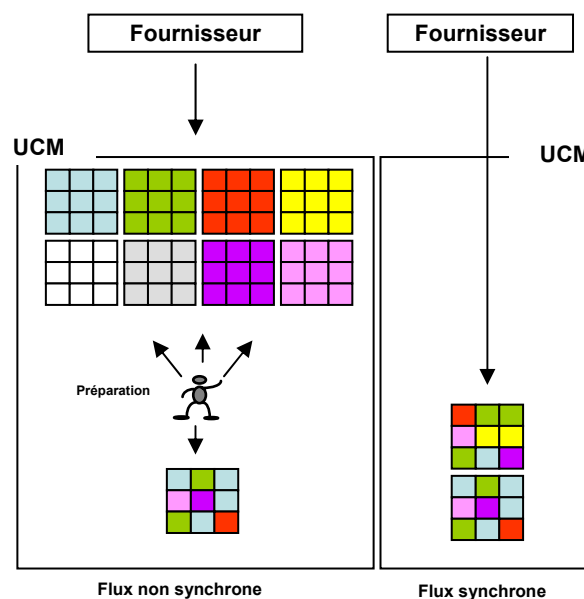 Fournisseur
Fournisseur
UCM
UCM
Préparation
Flux non synchrone
Flux synchrone